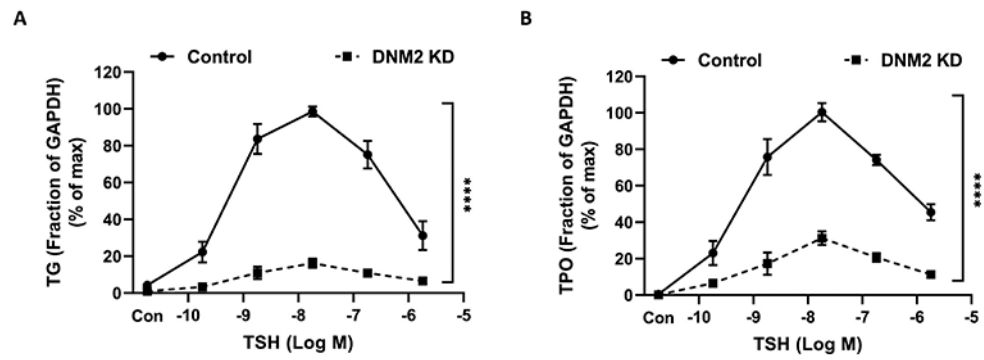 A
Control
DNM2 KD
TG (Fraction of GAPDH)
(% of max)
120
100
80
60
40
20
0
Con
-10
-9
-8
-7
-6
-5
TSH (Log M)
****
B
Control
DNM2 KD
TPO (Fraction of GAPDH)
(% of max)
120
100
80
60
40
20
0
Con
-10
-9
-8
-7
-6
-5
TSH (Log M)
****